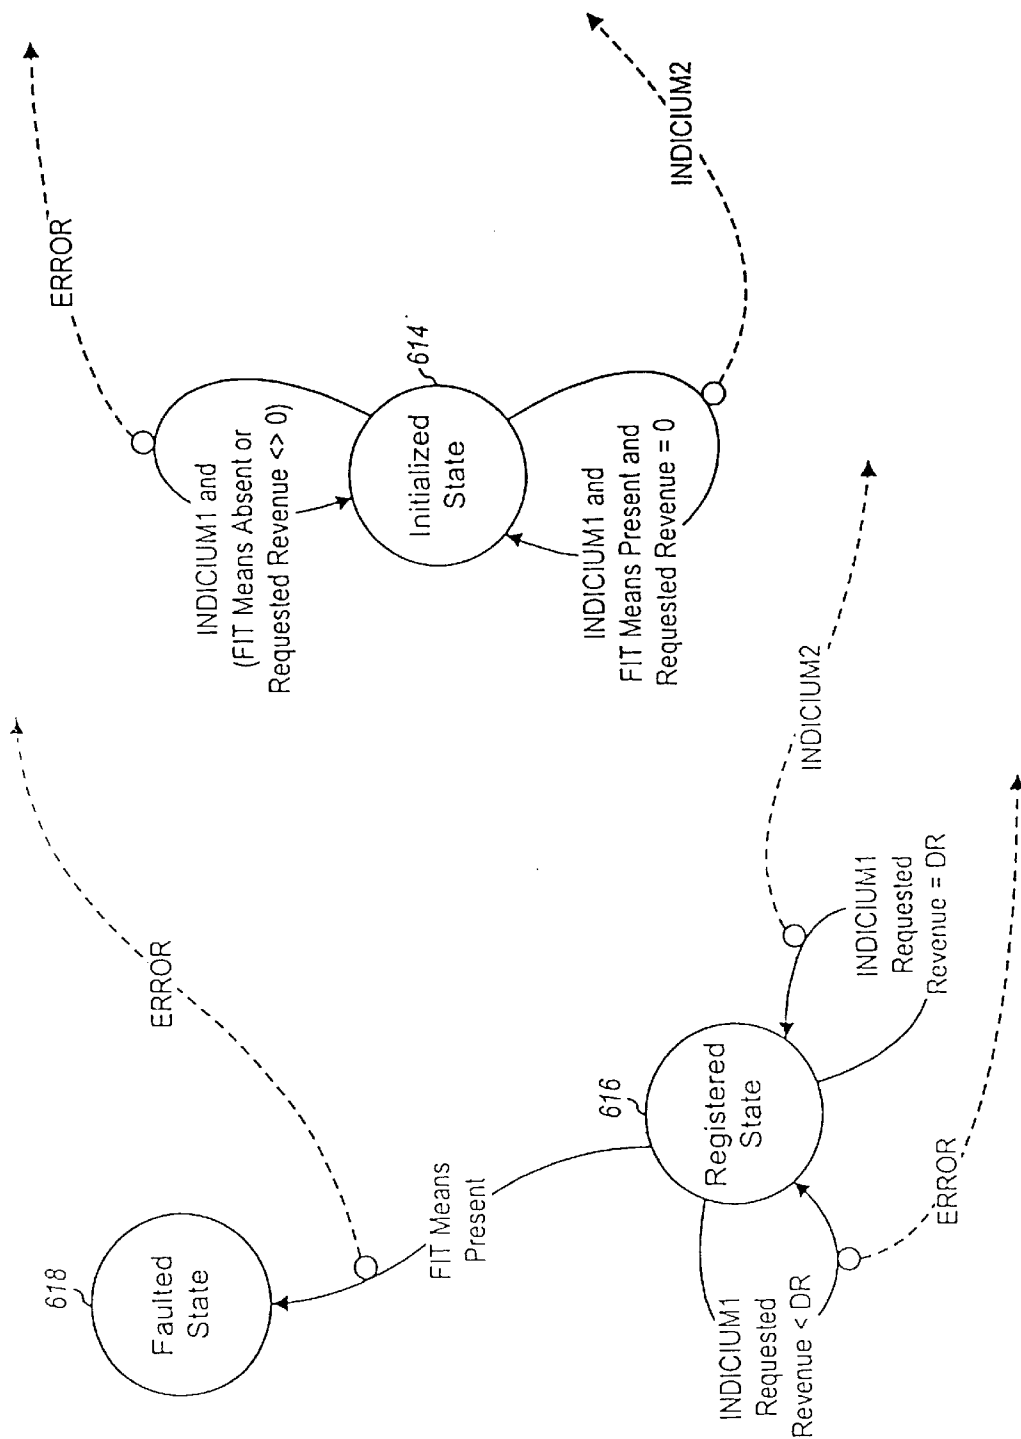 618
Faulted
State
ERROR
FIT Means
Present
616
Registered
State
INDICIUM1
Requested
Revenue < DR
ERROR
INDICIUM1
Requested
Revenue = DR
INDICIUM2
INDICIUM1 and
(FIT Means Absent or
Requested Revenue <> 0)
ERROR
614
Initialized
State
INDICIUM1 and
FIT Means Present and
Requested Revenue = 0
INDICIUM2